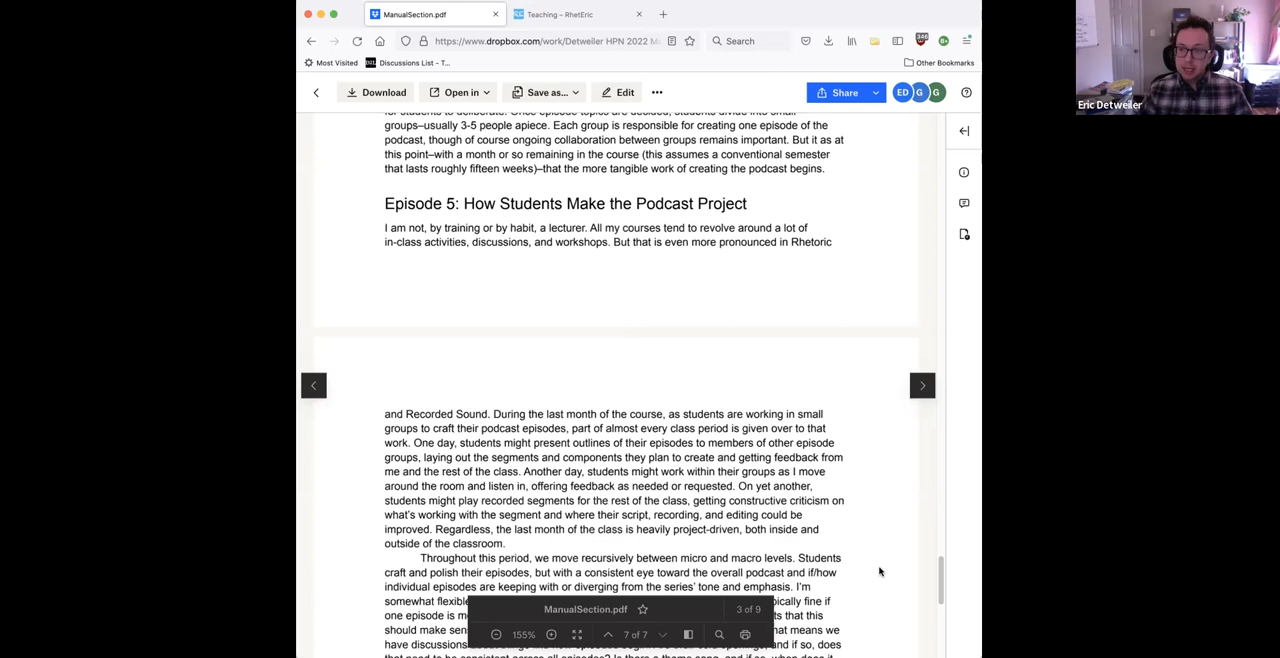 ManualSection.pdf
Teaching – RhetEric
https://www.dropbox.com/work/Detweiler HPN 2022 M
Search
346
Most Visited
Discussions List - T...
Other Bookmarks
Eric Detweiler
Download
Open in
Save as...
Edit
Share
ED
G
G
groups–usually 3-5 people apiece. Each group is responsible for creating one episode of the
podcast, though of course ongoing collaboration between groups remains important. But it as at
this point–with a month or so remaining in the course (this assumes a conventional semester
that lasts roughly fifteen weeks)–that the more tangible work of creating the podcast begins.
Episode 5: How Students Make the Podcast Project
I am not, by training or by habit, a lecturer. All my courses tend to revolve around a lot of
in-class activities, discussions, and workshops. But that is even more pronounced in Rhetoric
and Recorded Sound. During the last month of the course, as students are working in small
groups to craft their podcast episodes, part of almost every class period is given over to that
work. One day, students might present outlines of their episodes to members of other episode
groups, laying out the segments and components they plan to create and getting feedback from
me and the rest of the class. Another day, students might work within their groups as I move
around the room and listen in, offering feedback as needed or requested. On yet another,
students might play recorded segments for the rest of the class, getting constructive criticism on
what's working with the segment and where their script, recording, and editing could be
improved. Regardless, the last month of the class is heavily project-driven, both inside and
outside of the classroom.
Throughout this period, we move recursively between micro and macro levels. Students
craft and polish their episodes, but with a consistent eye toward the overall podcast and if/how
individual episodes are keeping with or diverging from the series' tone and emphasis. I'm
somewhat flexible
fine if
one episode is
that this
should make
that means we
have discussions
and if so, does
ManualSection.pdf
3 of 9
155%
7 of 7